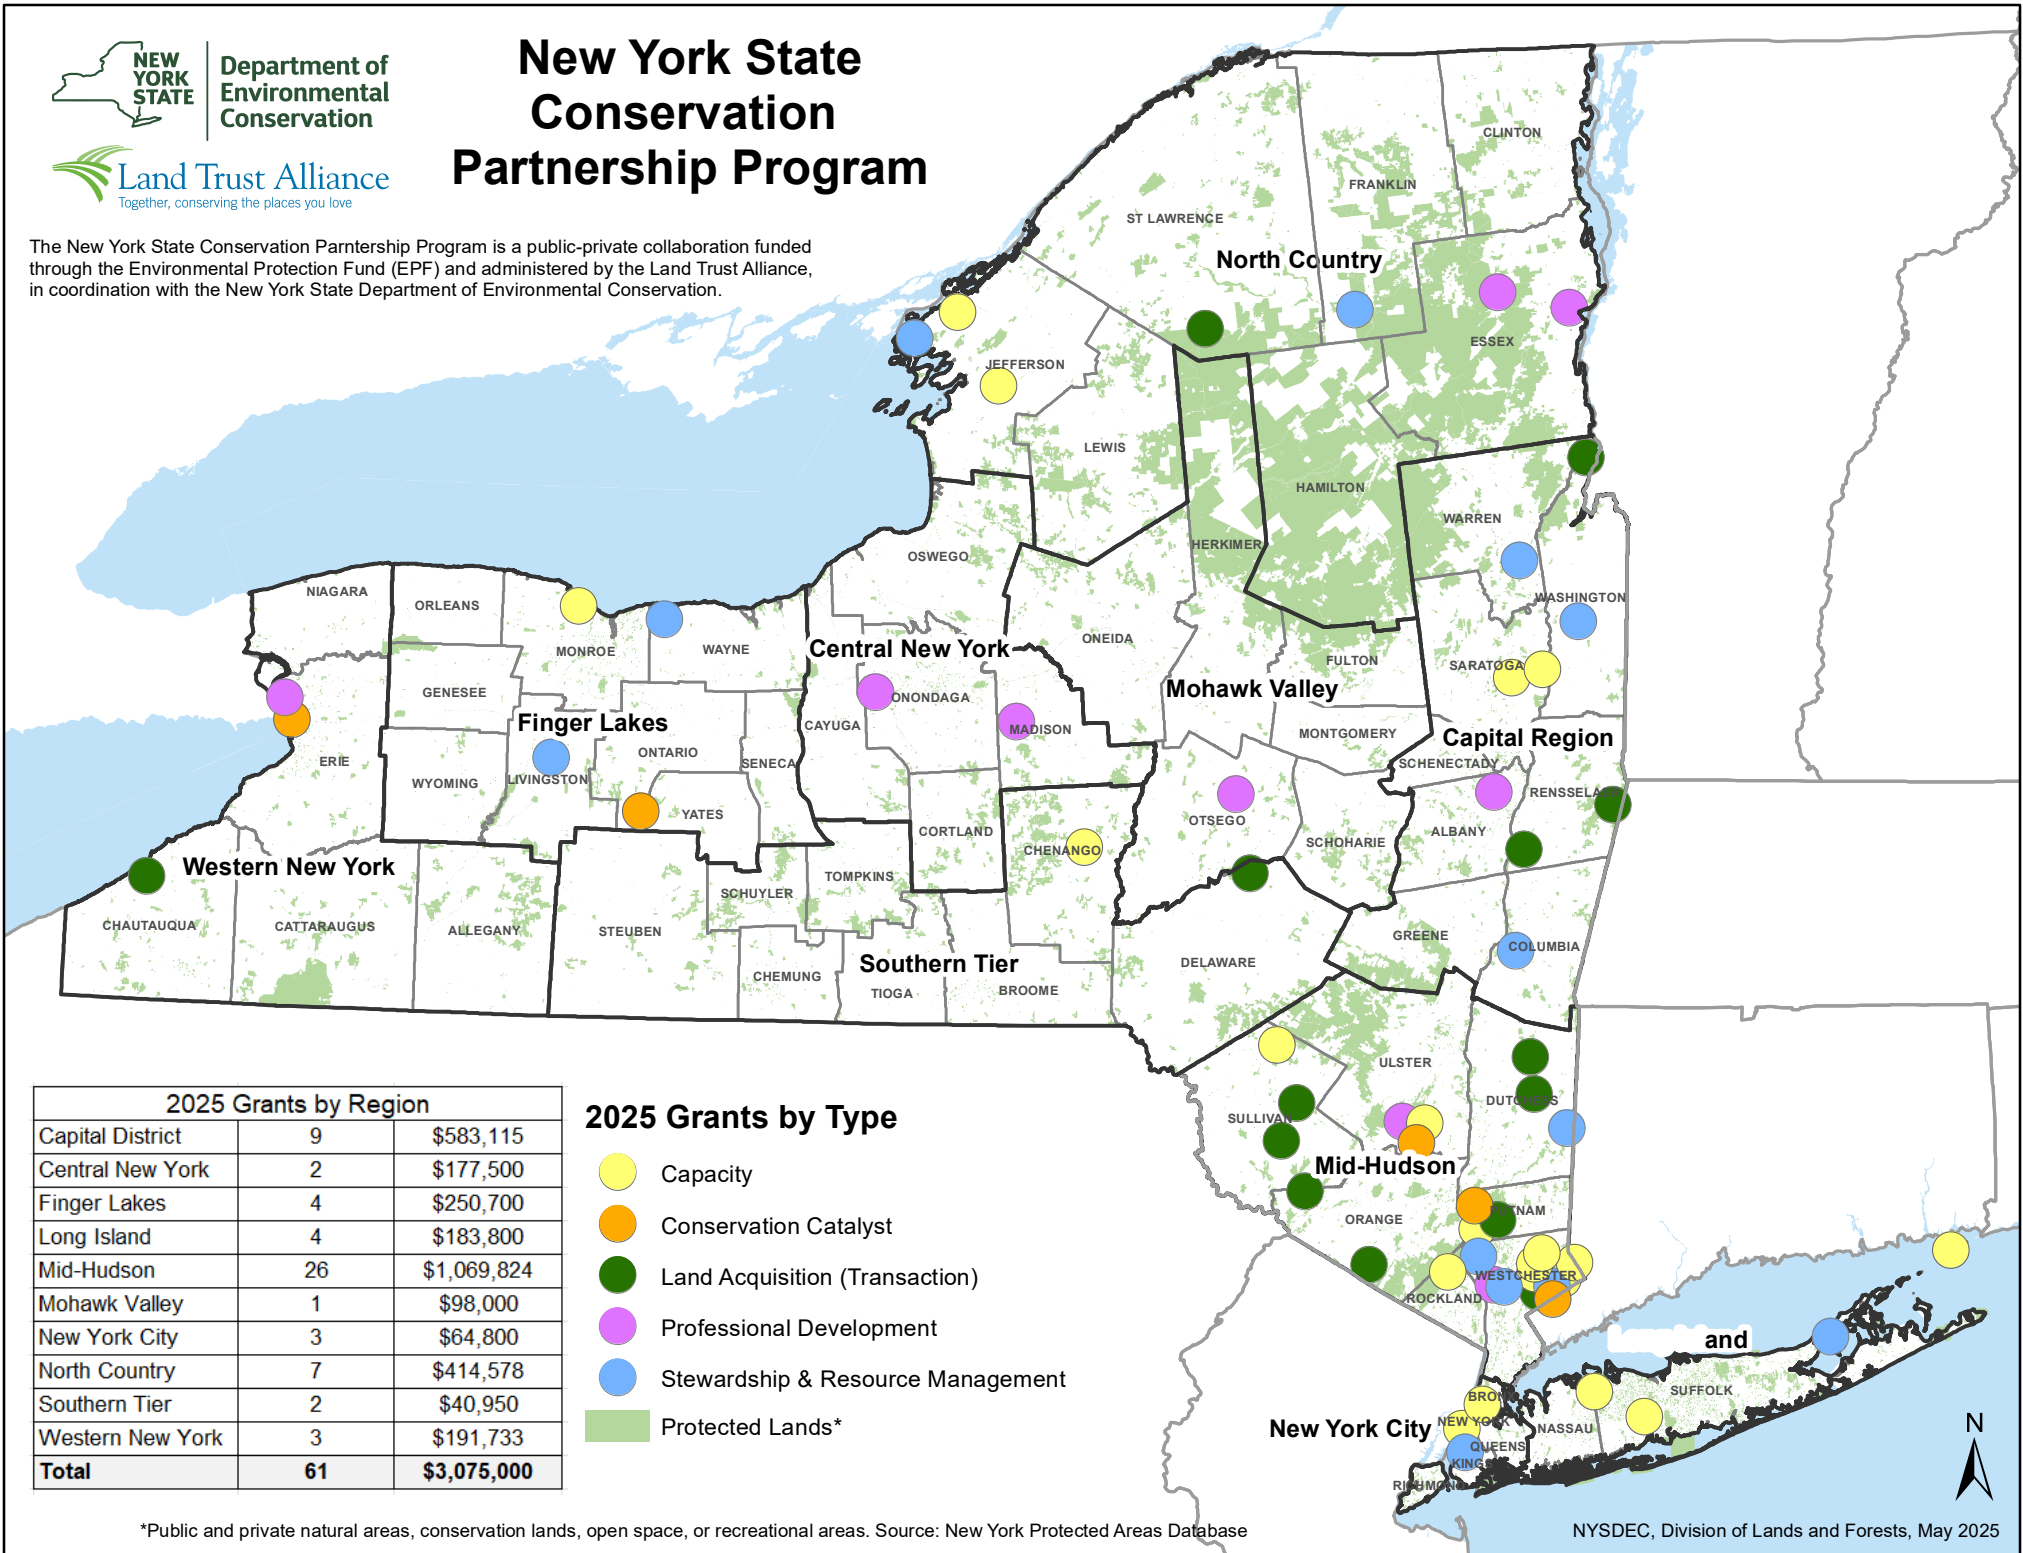 NEW
YORK
STATE
Department of
Environmental
Conservation
Land Trust Alliance
Together, conserving the places you love
New York State
Conservation
Partnership Program
The New York State Conservation Parntership Program is a public-private collaboration funded
through the Environmental Protection Fund (EPF) and administered by the Land Trust Alliance,
in coordination with the New York State Department of Environmental Conservation.
CLINTON
FRANKLIN
ST LAWRENCE
North Country
ESSEX
JEFFERSON
LEWIS
HAMILTON
WARREN
HERKIMER
OSWEGO
NIAGARA
ORLEANS
WASHINGTON
MONROE
WAYNE
Central New York
ONEIDA
FULTON
SARATOGA
GENESEE
Mohawk Valley
ONONDAGA
Finger Lakes
CAYUGA
MADISON
MONTGOMERY
Capital Region
ERIE
ONTARIO
SENECA
SCHENECTADY
WYOMING
LIVINGSTON
RENSSELAER
YATES
OTSEGO
ALBANY
CORTLAND
CHENANGO
SCHOHARIE
Western New York
TOMPKINS
SCHUYLER
CHAUTAUQUA
CATTARAUGUS
ALLEGANY
STEUBEN
GREENE
COLUMBIA
DELAWARE
Southern Tier
CHEMUNG
TIOGA
BROOME
ULSTER
DUTCHESS
SULLIVAN
Mid-Hudson
PUTNAM
ORANGE
WESTCHESTER
ROCKLAND
and
SUFFOLK
BRONX
NEW YORK
New York City
NASSAU
QUEENS
KINGS
RICHMOND
2025 Grants by Region
Capital District 9 $583,115
Central New York 2 $177,500
Finger Lakes 4 $250,700
Long Island 4 $183,800
Mid-Hudson 26 $1,069,824
Mohawk Valley 1 $98,000
New York City 3 $64,800
North Country 7 $414,578
Southern Tier 2 $40,950
Western New York 3 $191,733
Total 61 $3,075,000
2025 Grants by Type
Capacity
Conservation Catalyst
Land Acquisition (Transaction)
Professional Development
Stewardship & Resource Management
Protected Lands*
N
*Public and private natural areas, conservation lands, open space, or recreational areas. Source: New York Protected Areas Database
NYSDEC, Division of Lands and Forests, May 2025